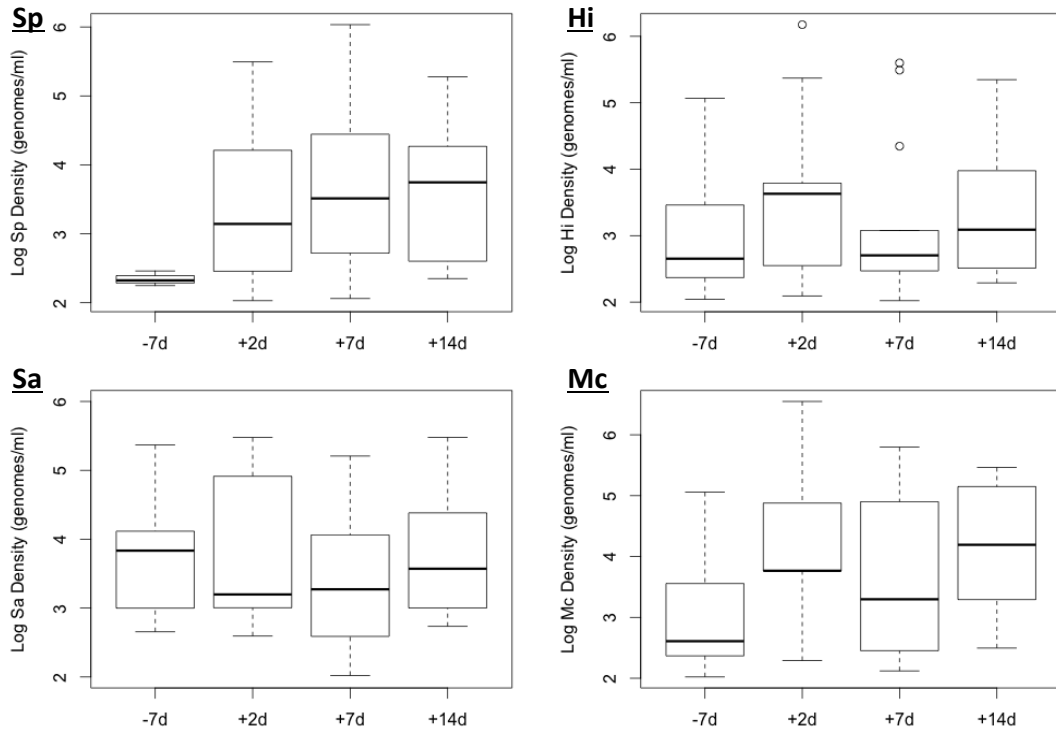 Sp
Log Sp Density (genomes/ml)
6
5
4
3
2
-7d +2d +7d +14d
Hi
Log Hi Density (genomes/ml)
6
5
4
3
2
-7d +2d +7d +14d
Sa
Log Sa Density (genomes/ml)
6
5
4
3
2
-7d +2d +7d +14d
Mc
Log Mc Density (genomes/ml)
6
5
4
3
2
-7d +2d +7d +14d